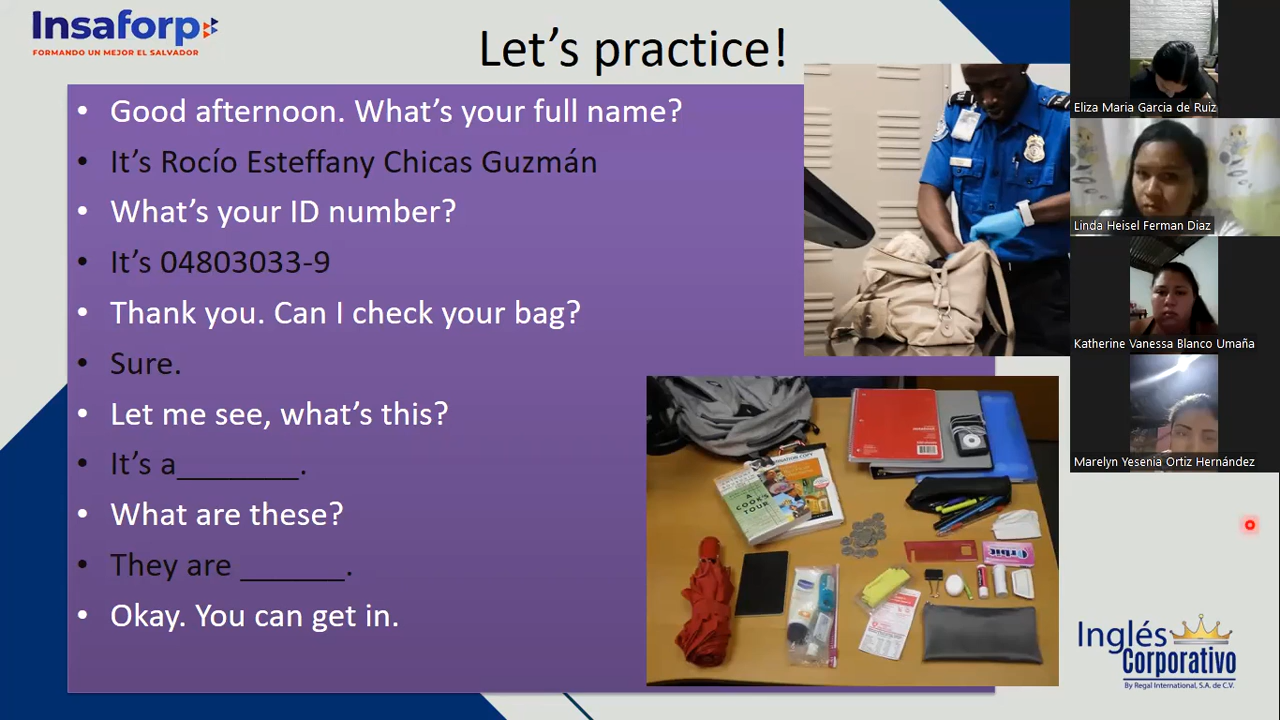 Insaforp
FORMANDO UN MEJOR EL SALVADOR
Let's practice!
• Good afternoon. What's your full name?
• It's Rocío Esteffany Chicas Guzmán
• What's your ID number?
• It's 04803033-9
• Thank you. Can I check your bag?
• Sure.
• Let me see, what's this?
• It's a________.
• What are these?
• They are _______.
• Okay. You can get in.
A COOK'S TOUR
Orbit
Eliza Maria Garcia de Ruiz
Linda Heisel Ferman Diaz
Katherine Vanessa Blanco Umaña
Marelyn Yesenia Ortiz Hernández
Inglés
Corporativo
By Regal International, S.A. de C.V.